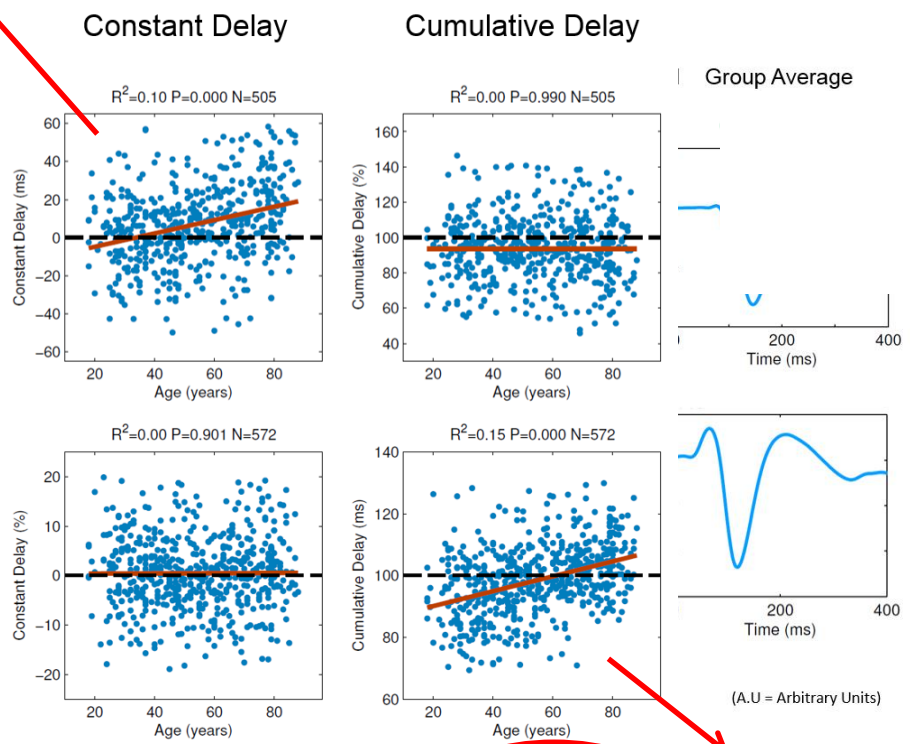 Constant Delay
Cumulative Delay
Group Average
R²=0.10 P=0.000 N=505
60
40
20
0
−20
−40
−60
Constant Delay (ms)
20
40
60
80
Age (years)
R²=0.00 P=0.990 N=505
160
140
120
100
80
60
40
Cumulative Delay (%)
20
40
60
80
Age (years)
200
400
Time (ms)
R²=0.00 P=0.901 N=572
20
10
0
−10
−20
Constant Delay (%)
20
40
60
80
Age (years)
R²=0.15 P=0.000 N=572
140
120
100
80
60
Cumulative Delay (ms)
20
40
60
80
Age (years)
200
400
Time (ms)
(A.U = Arbitrary Units)